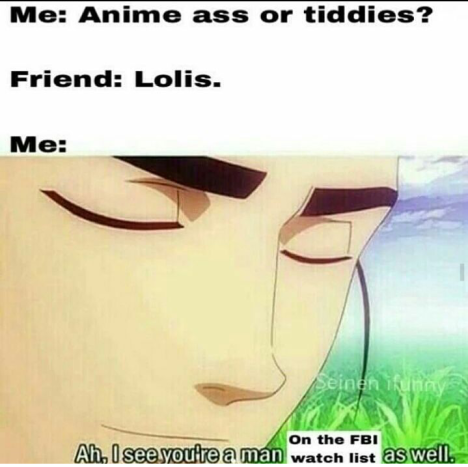 Me: Anime ass or tiddies?
Friend: Lolis.
Me:
Seinen ifunny
Ah, I see you're a man On the FBI watch list as well.